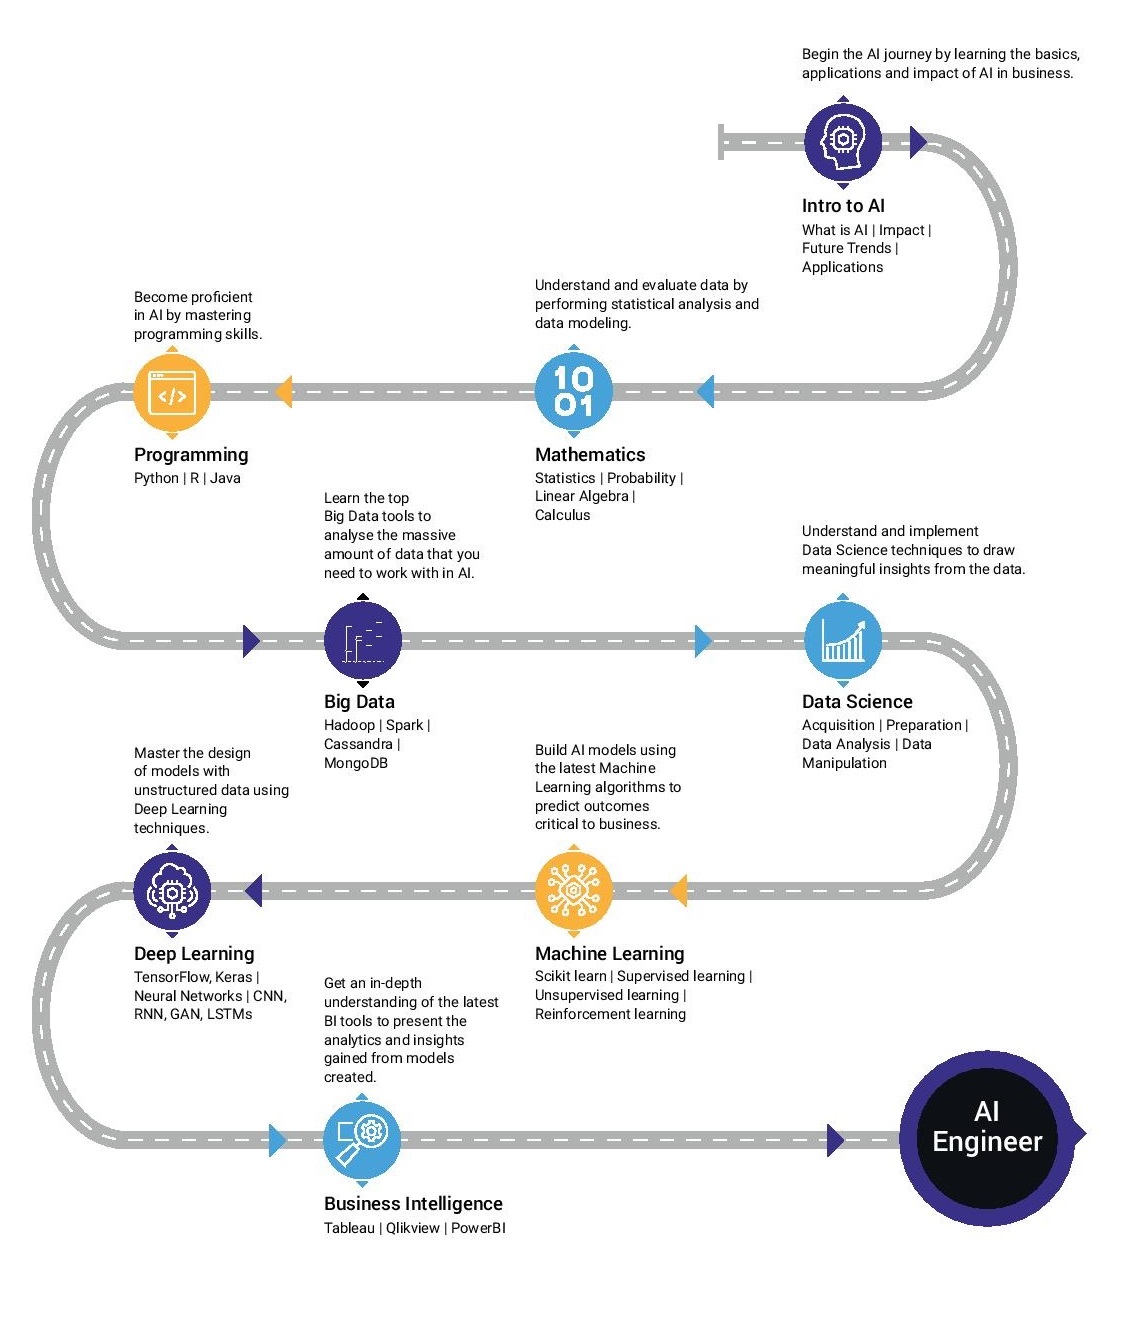 Begin the AI journey by learning the basics,
applications and impact of AI in business.
Intro to AI
What is AI | Impact |
Future Trends |
Applications
Understand and evaluate data by
performing statistical analysis and
data modeling.
10
01
Mathematics
Statistics | Probability |
Linear Algebra |
Calculus
Become proficient
in AI by mastering
programming skills.
</>
Programming
Python | R | Java
Learn the top
Big Data tools to
analyse the massive
amount of data that you
need to work with in AI.
Big Data
Hadoop | Spark |
Cassandra |
MongoDB
Understand and implement
Data Science techniques to draw
meaningful insights from the data.
Data Science
Acquisition | Preparation |
Data Analysis | Data
Manipulation
Build AI models using
the latest Machine
Learning algorithms to
predict outcomes
critical to business.
Machine Learning
Scikit learn | Supervised learning |
Unsupervised learning |
Reinforcement learning
Master the design
of models with
unstructured data using
Deep Learning
techniques.
Deep Learning
TensorFlow, Keras |
Neural Networks | CNN,
RNN, GAN, LSTMs
Get an in-depth
understanding of the latest
BI tools to present the
analytics and insights
gained from models
created.
Business Intelligence
Tableau | Qlikview | PowerBI
AI
Engineer